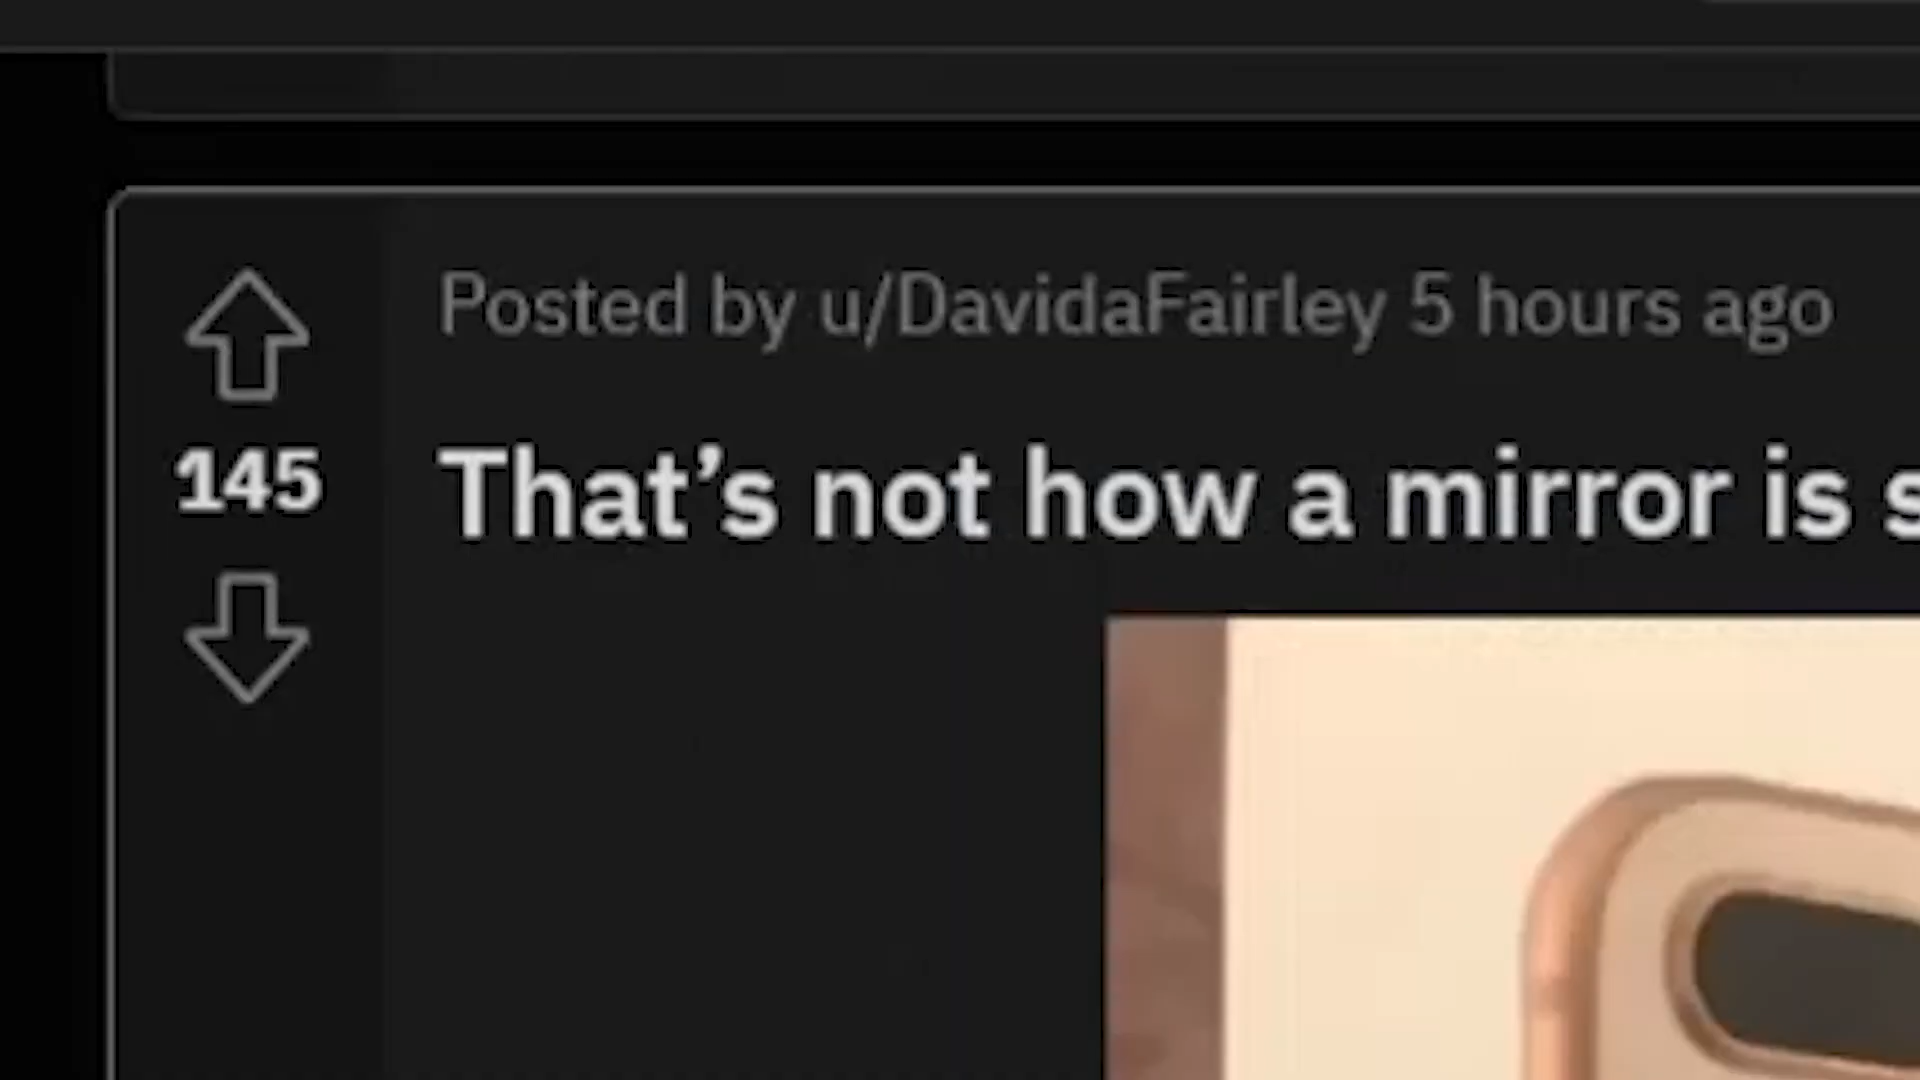 Posted by u/DavidaFairley 5 hours ago
145
That’s not how a mirror is